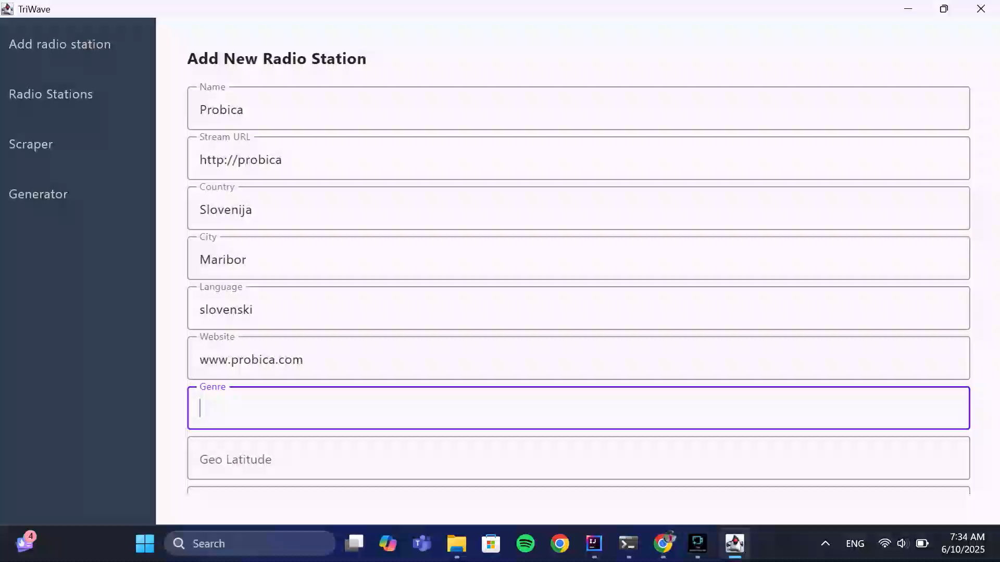 TriWave
Add radio station
Radio Stations
Scraper
Generator
Add New Radio Station
Name
Probica
Stream URL
http://probica
Country
Slovenija
City
Maribor
Language
slovenski
Website
www.probica.com
Genre
Geo Latitude
4
Search
T
IJ
ENG
7:34 AM
6/10/2025